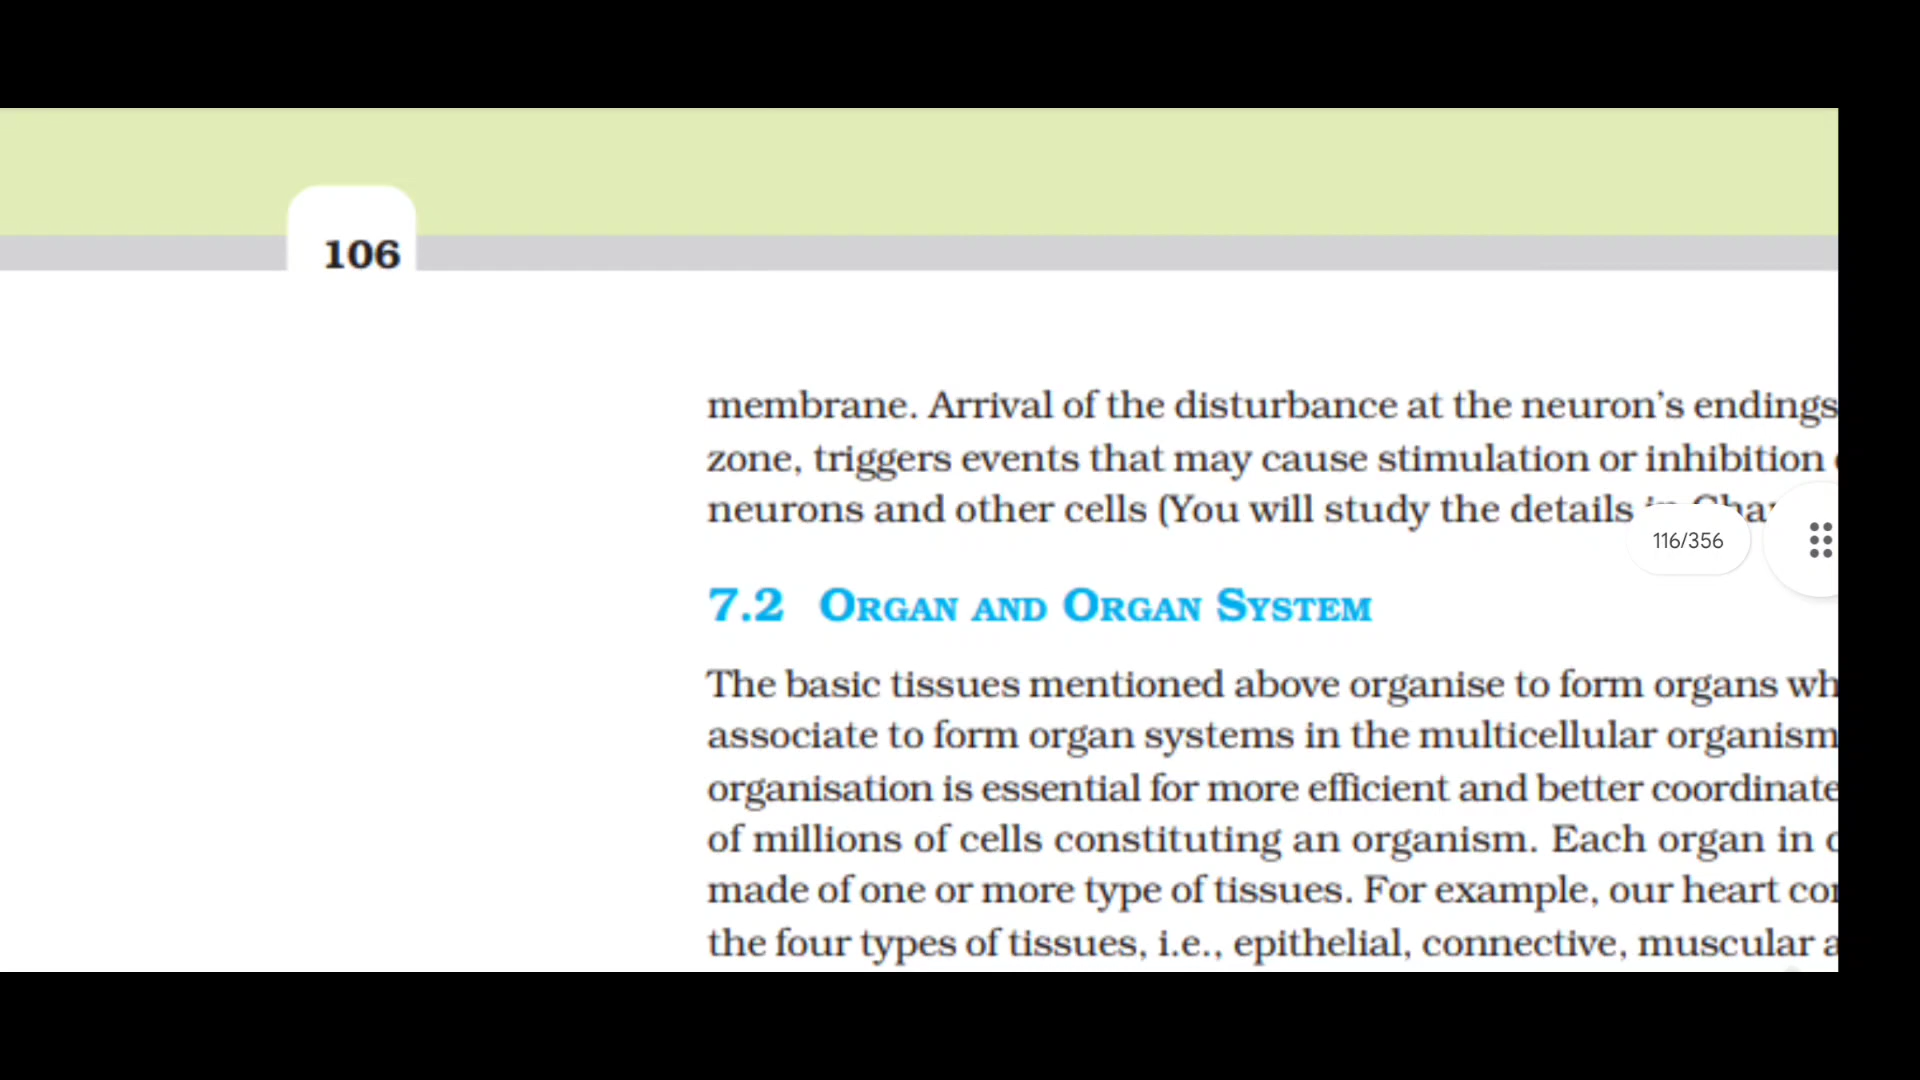 106
membrane. Arrival of the disturbance at the neuron’s endings
zone, triggers events that may cause stimulation or inhibition
neurons and other cells (You will study the details
116/356
7.2 ORGAN AND ORGAN SYSTEM
The basic tissues mentioned above organise to form organs wh
associate to form organ systems in the multicellular organism
organisation is essential for more efficient and better coordinate
of millions of cells constituting an organism. Each organ in
made of one or more type of tissues. For example, our heart
the four types of tissues, i.e., epithelial, connective, muscular a